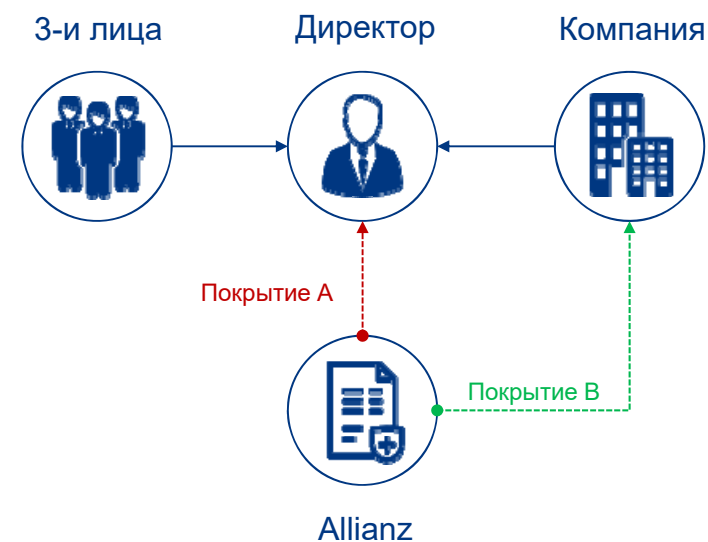 3-и лица
Директор
Компания
Покрытие А
Покрытие В
Allianz